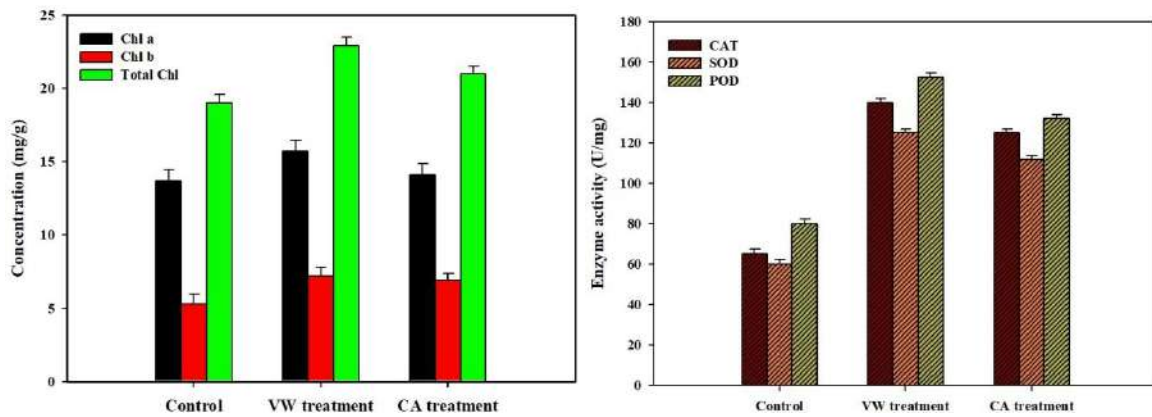 25
20
15
10
5
0
Concentration (mg/g)
Chl a
Chl b
Total Chl
Control
VW treatment
CA treatment
180
160
140
120
100
80
60
40
20
0
Enzyme activity (U/mg)
CAT
SOD
POD
Control
VW treatment
CA treatment